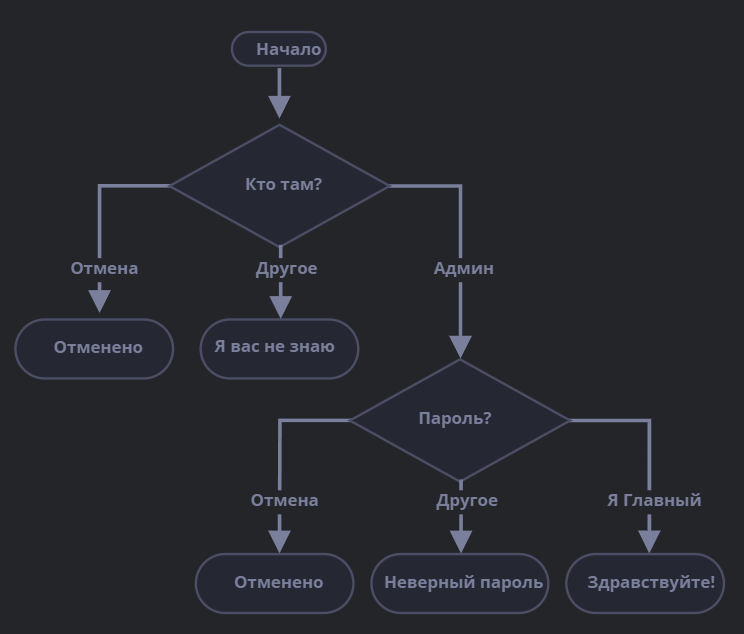 Начало
Кто там?
Отмена
Другое
Админ
Отменено
Я вас не знаю
Пароль?
Отмена
Другое
Я Главный
Отменено
Неверный пароль
Здравствуйте!